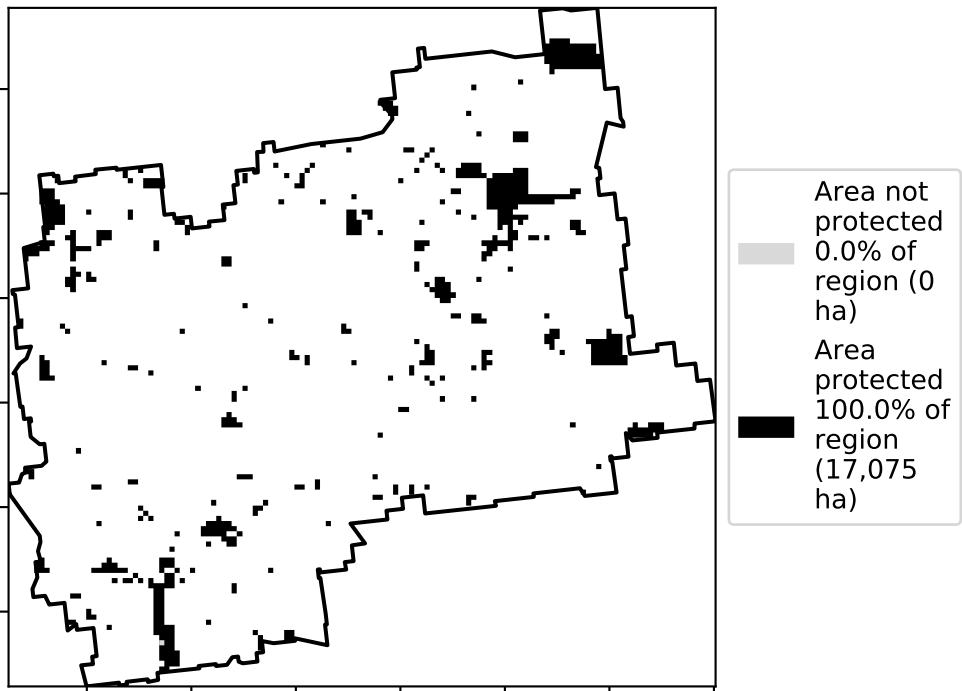 Area not
protected
0.0% of
region (0
ha)
Area
protected
100.0% of
region
(17,075
ha)